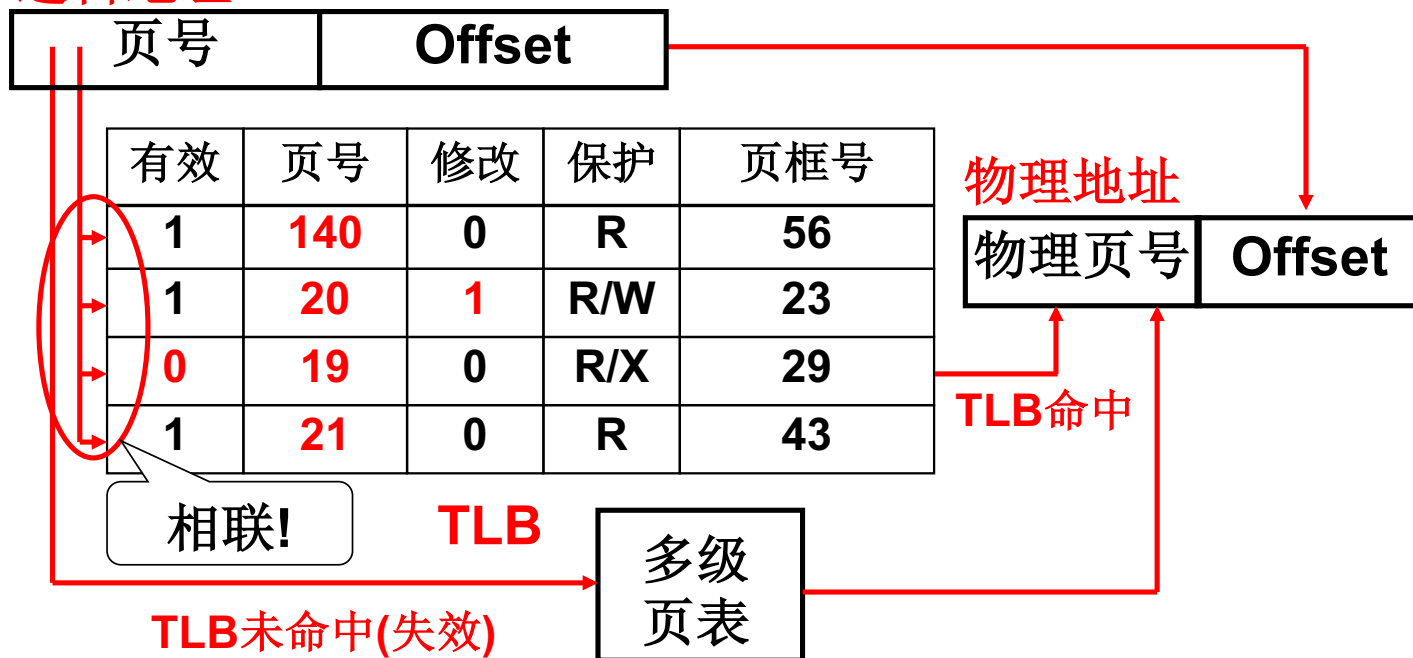 页号 Offset
有效 页号 修改 保护 页框号
1 140 0 R 56
1 20 1 R/W 23
0 19 0 R/X 29
1 21 0 R 43
物理地址
物理页号 Offset
TLB命中
相联!
TLB
多级
页表
TLB未命中(失效)